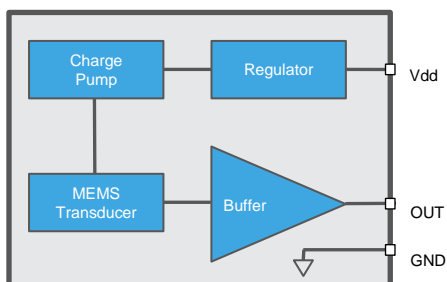 Charge
Pump
Regulator
Vdd
MEMS
Transducer
Buffer
OUT
GND